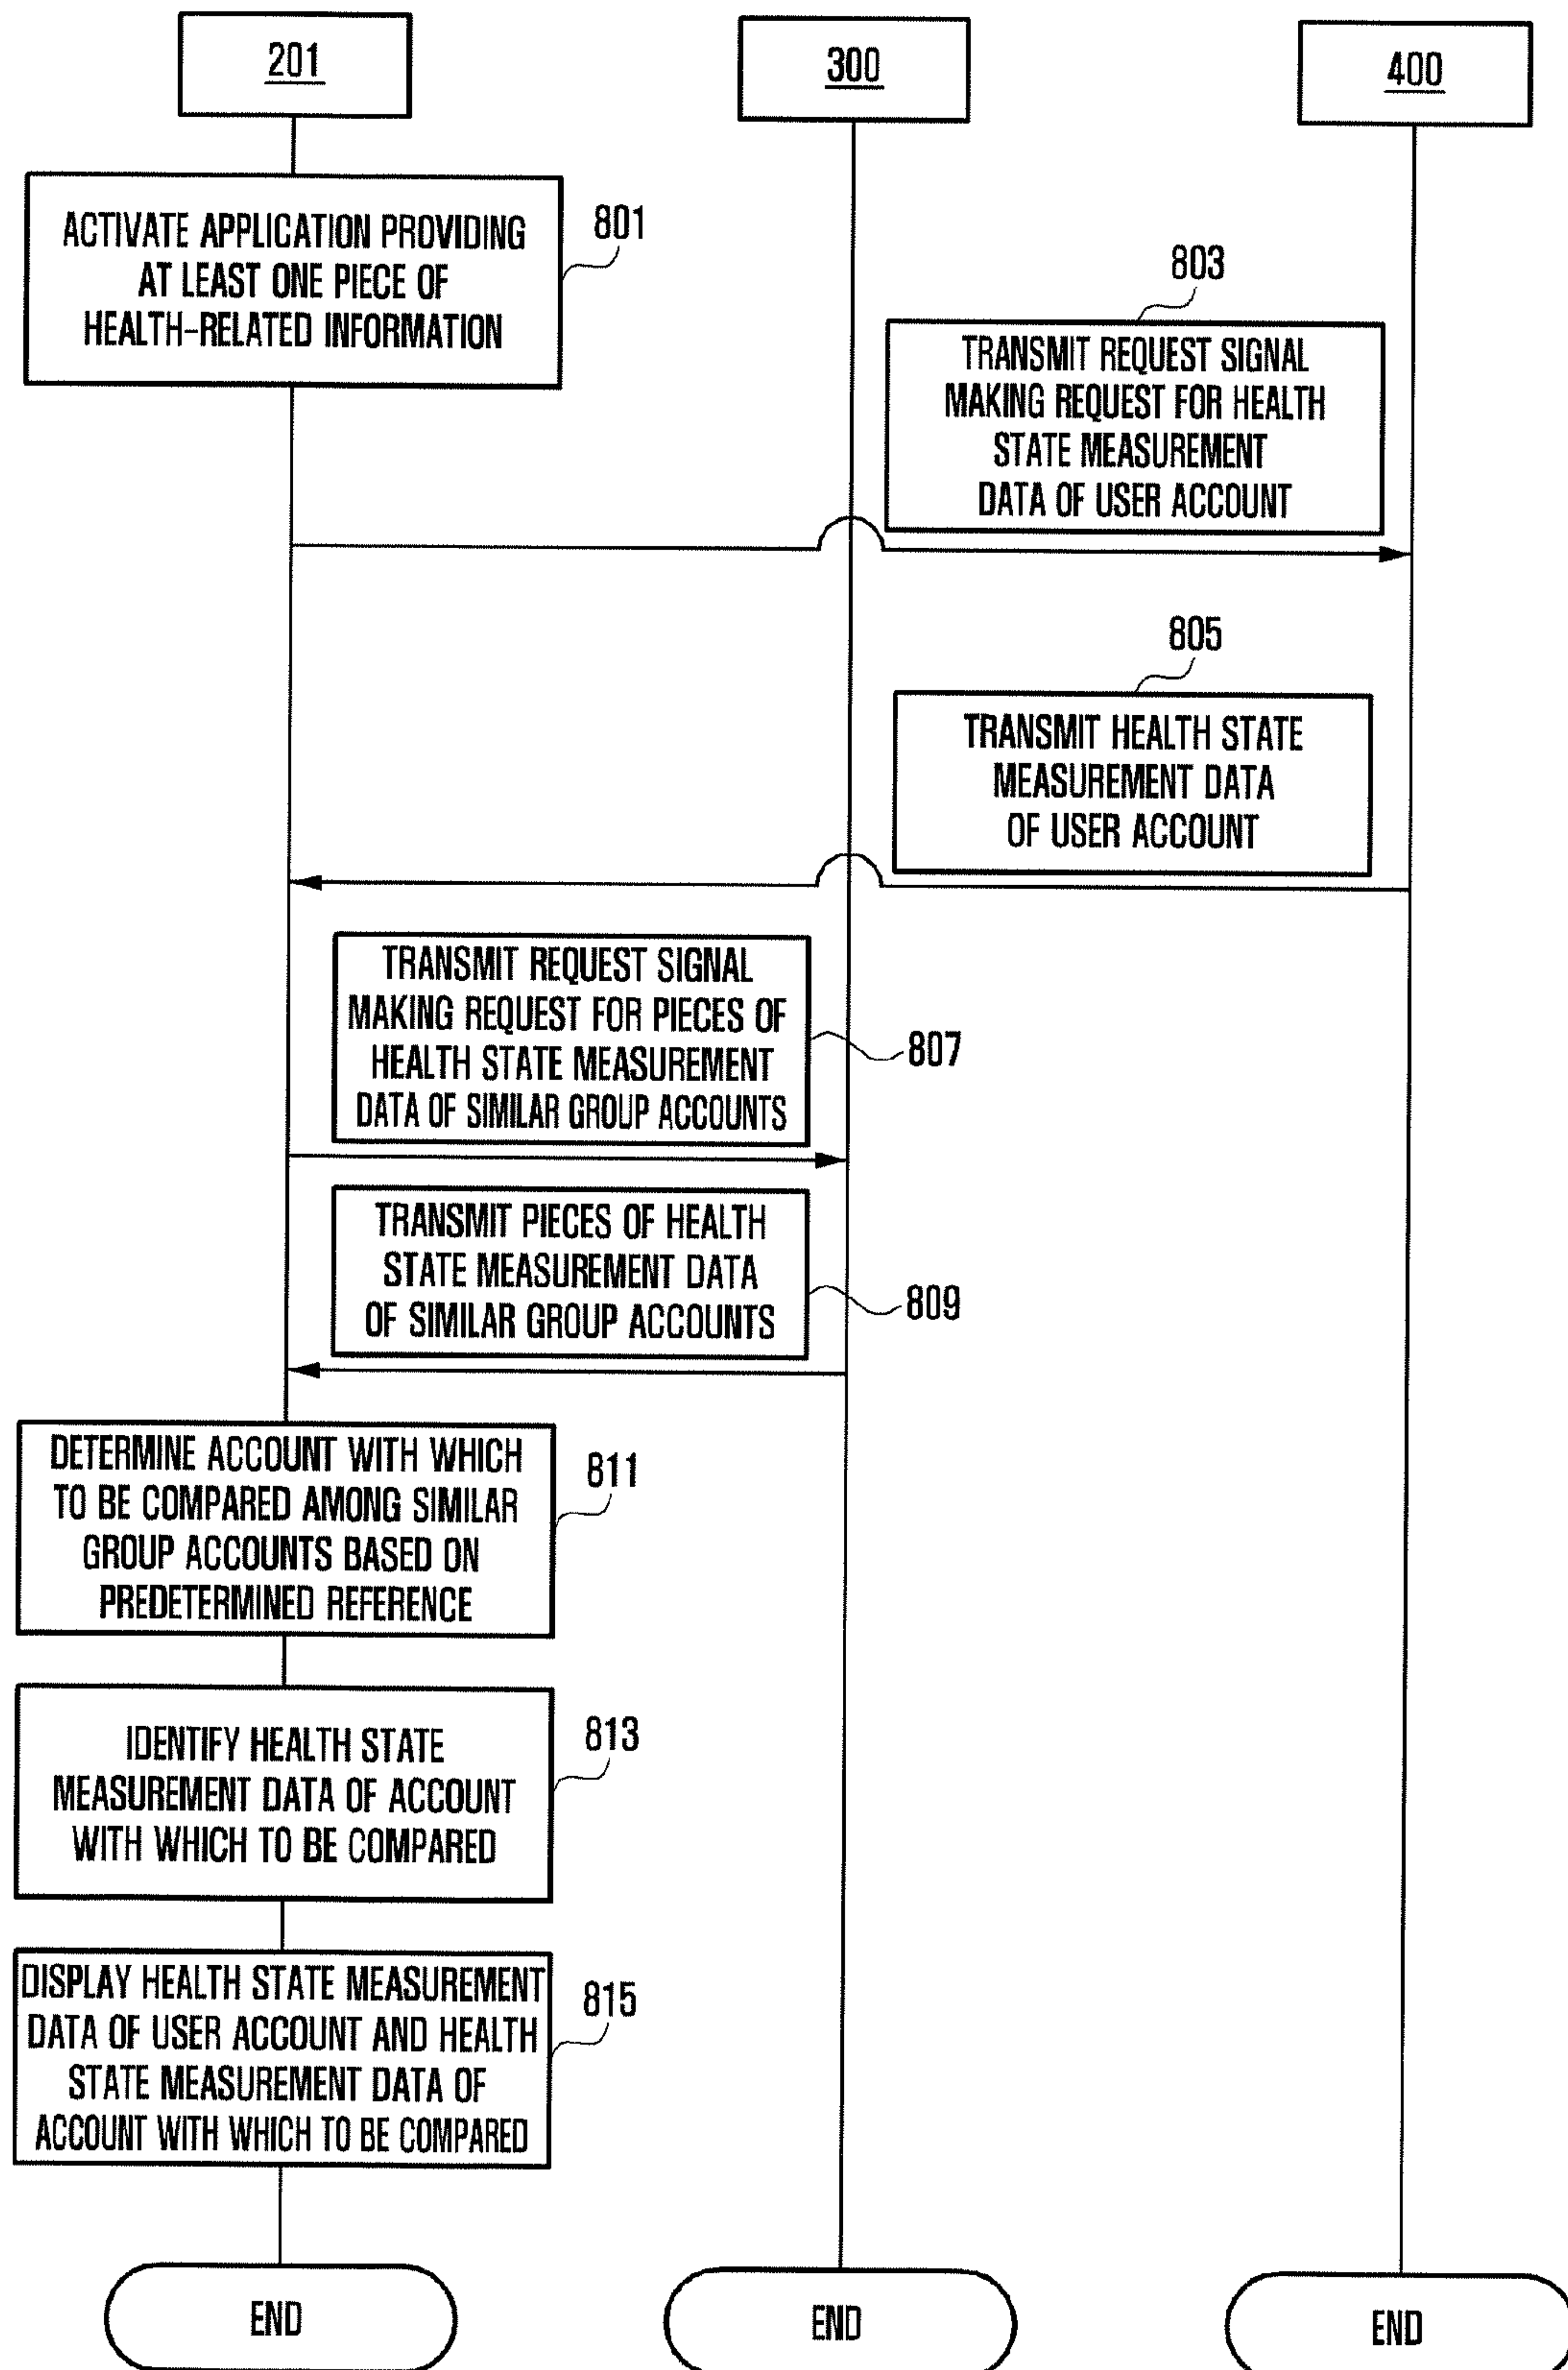 201
300
400
ACTIVATE APPLICATION PROVIDING
AT LEAST ONE PIECE OF
HEALTH-RELATED INFORMATION
801
803
TRANSMIT REQUEST SIGNAL
MAKING REQUEST FOR HEALTH
STATE MEASUREMENT
DATA OF USER ACCOUNT
805
TRANSMIT HEALTH STATE
MEASUREMENT DATA
OF USER ACCOUNT
TRANSMIT REQUEST SIGNAL
MAKING REQUEST FOR PIECES OF
HEALTH STATE MEASUREMENT
DATA OF SIMILAR GROUP ACCOUNTS
807
TRANSMIT PIECES OF HEALTH
STATE MEASUREMENT DATA
OF SIMILAR GROUP ACCOUNTS
809
DETERMINE ACCOUNT WITH WHICH
TO BE COMPARED AMONG SIMILAR
GROUP ACCOUNTS BASED ON
PREDETERMINED REFERENCE
811
IDENTIFY HEALTH STATE
MEASUREMENT DATA OF ACCOUNT
WITH WHICH TO BE COMPARED
813
DISPLAY HEALTH STATE MEASUREMENT
DATA OF USER ACCOUNT AND HEALTH
STATE MEASUREMENT DATA OF
ACCOUNT WITH WHICH TO BE COMPARED
815
END
END
END